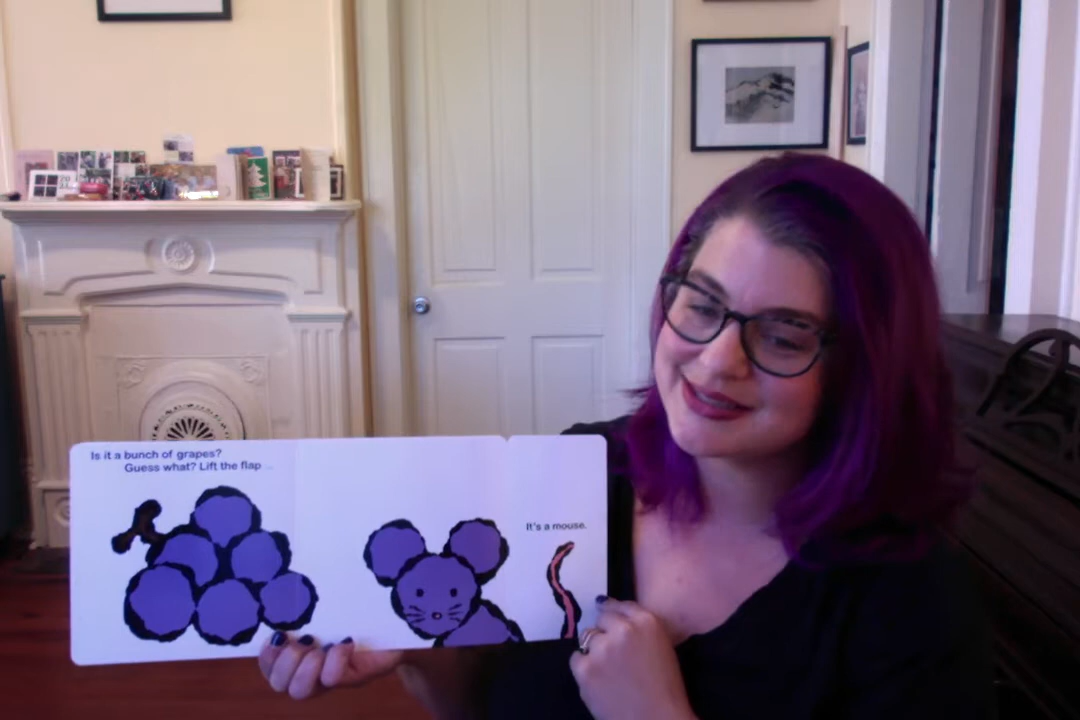 Is it a bunch of grapes?
Guess what? Lift the flap ...
It's a mouse.